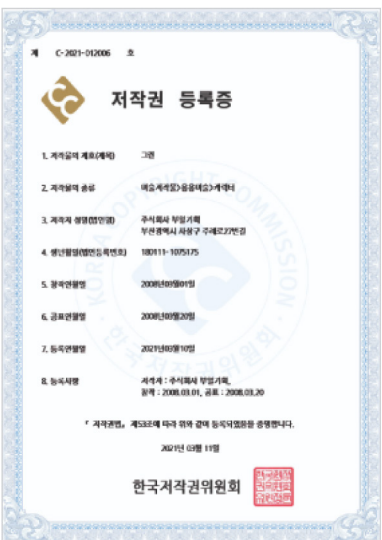 제 C-2021-012006 호
저작권 등록증
1. 저작물의 제호(제목) 그린
2. 저작물의 종류 미술저작물>응용미술>캐릭터
3. 저작자 성명(법인명) 주식회사 부일기획
부산광역시 사상구 주례로27번길
4. 생년월일(법인등록번호) 180111-1075175
5. 창작연월일 2008년03월01일
6. 공표연월일 2008년03월20일
7. 등록연월일 2021년03월10일
8. 등록사항 저작자 : 주식회사 부일기획,
창작 : 2008.03.01, 공표 : 2008.03.20
「 저작권법」 제53조에 따라 위와 같이 등록되었음을 증명합니다.
2021년 03월 11일
한국저작권위원회